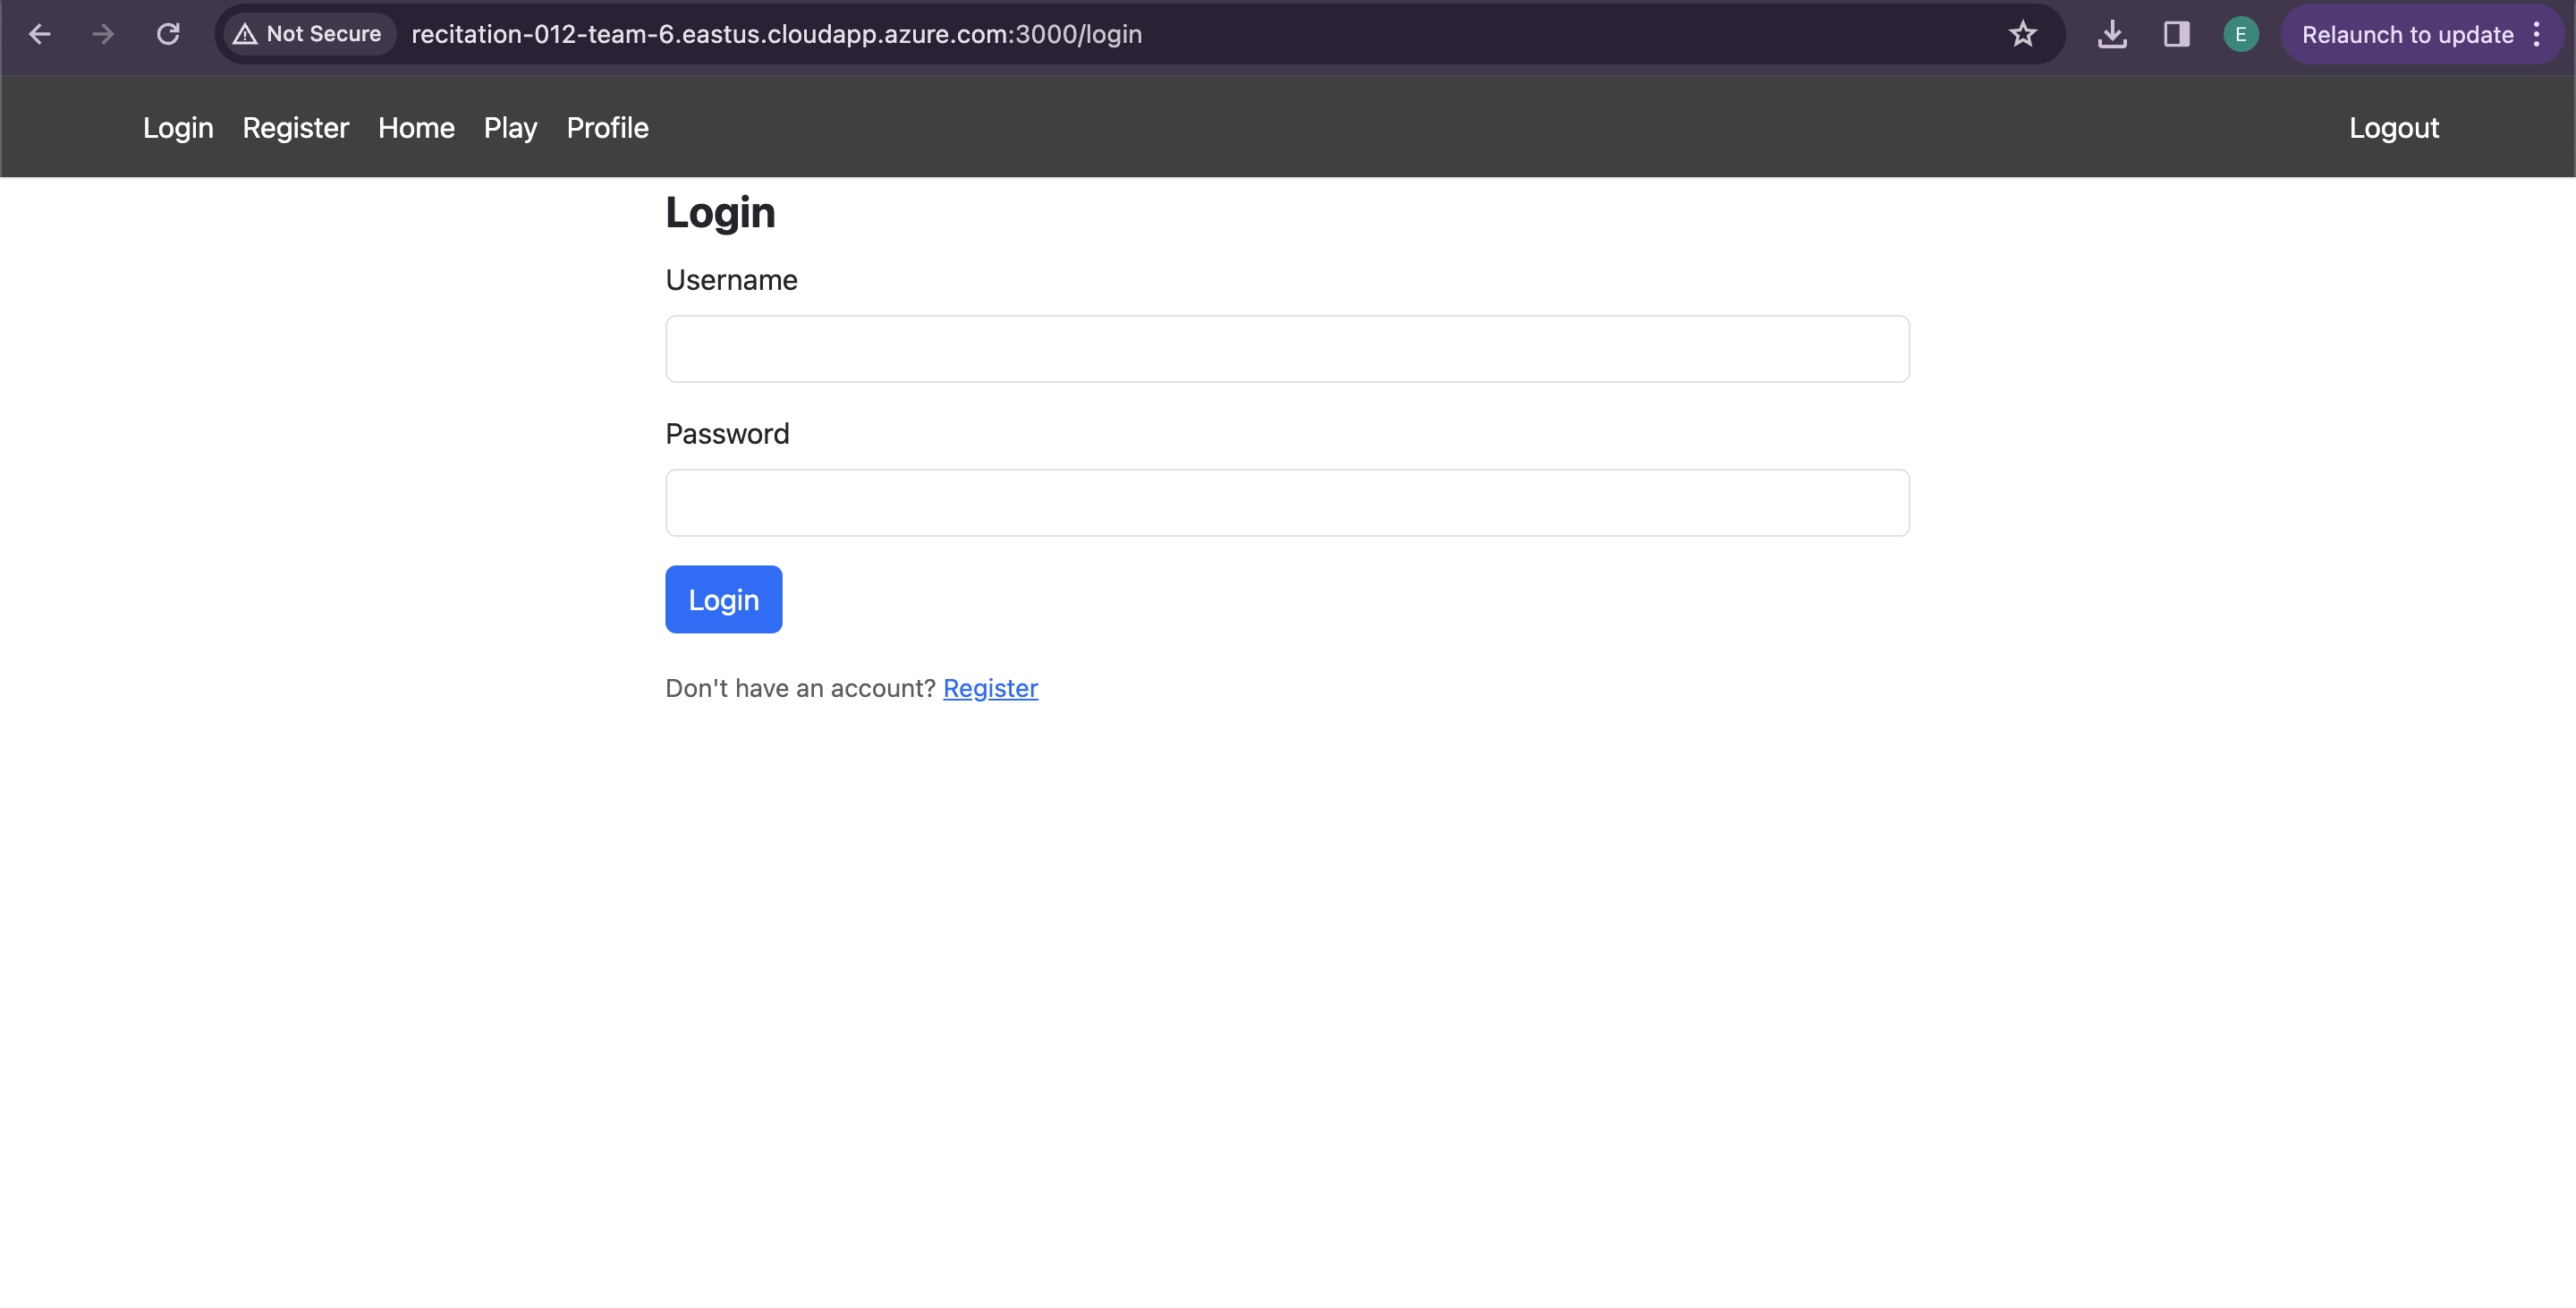 Not Secure recitation-012-team-6.eastus.cloudapp.azure.com:3000/login E Relaunch to update
Login Register Home Play Profile Logout
Login
Username
Password
Login
Don't have an account? Register